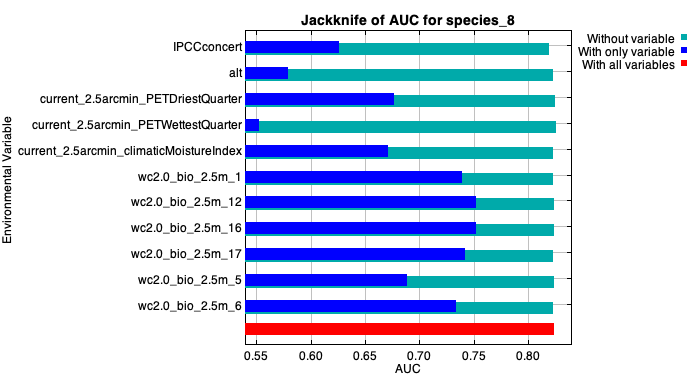 Jackknife of AUC for species_8
IPCCconcert
alt
current_2.5arcmin_PETDriestQuarter
current_2.5arcmin_PETWettestQuarter
current_2.5arcmin_climaticMoistureIndex
wc2.0_bio_2.5m_1
wc2.0_bio_2.5m_12
wc2.0_bio_2.5m_16
wc2.0_bio_2.5m_17
wc2.0_bio_2.5m_5
wc2.0_bio_2.5m_6
Environmental Variable
0.55 0.60 0.65 0.70 0.75 0.80
AUC
Without variable
With only variable
With all variables